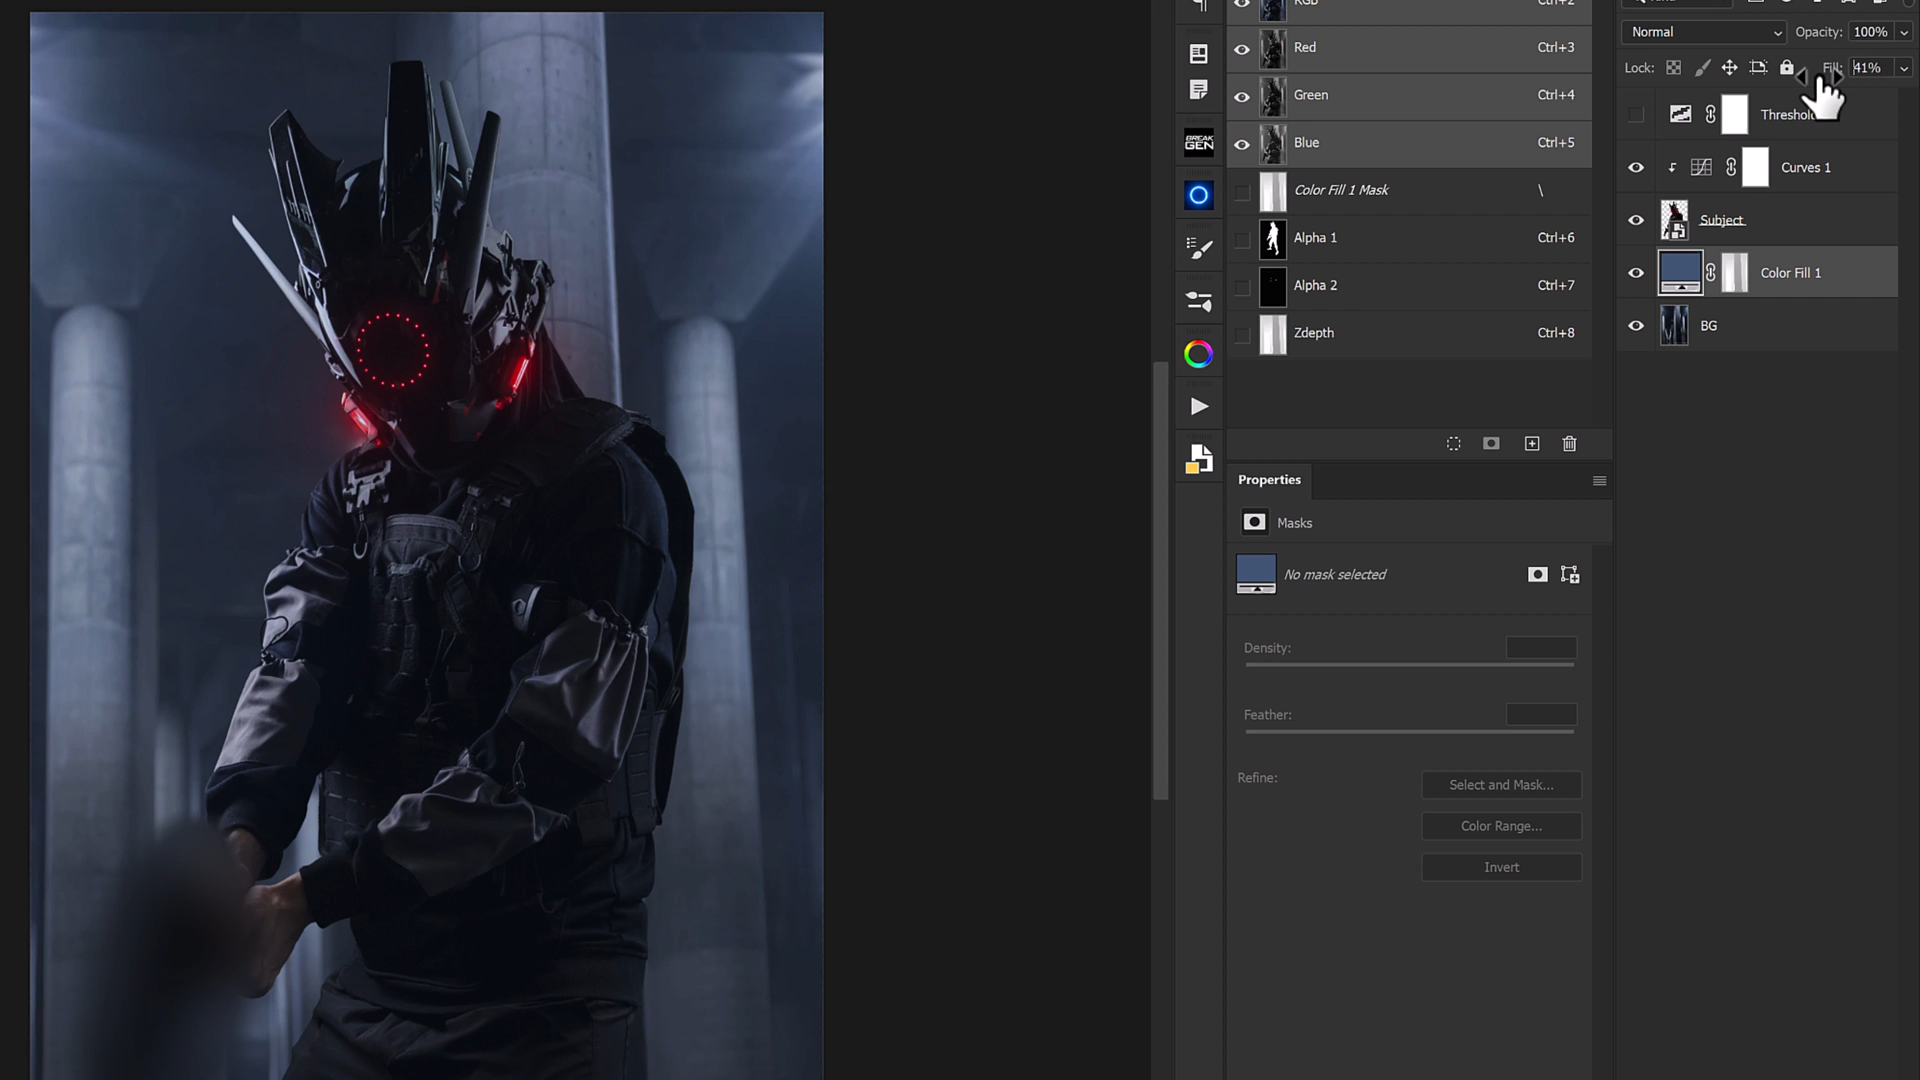 RGB
Ctrl+2
Red
Ctrl+3
Green
Ctrl+4
Blue
Ctrl+5
Color Fill 1 Mask
\
Alpha 1
Ctrl+6
Alpha 2
Ctrl+7
Zdepth
Ctrl+8
BREAK
GEN
Properties
Masks
No mask selected
Density:
Feather:
Refine:
Select and Mask...
Color Range...
Invert
Normal
Opacity: 100%
Lock:
Fill: 41%
Threshold
Curves 1
Subject
Color Fill 1
BG